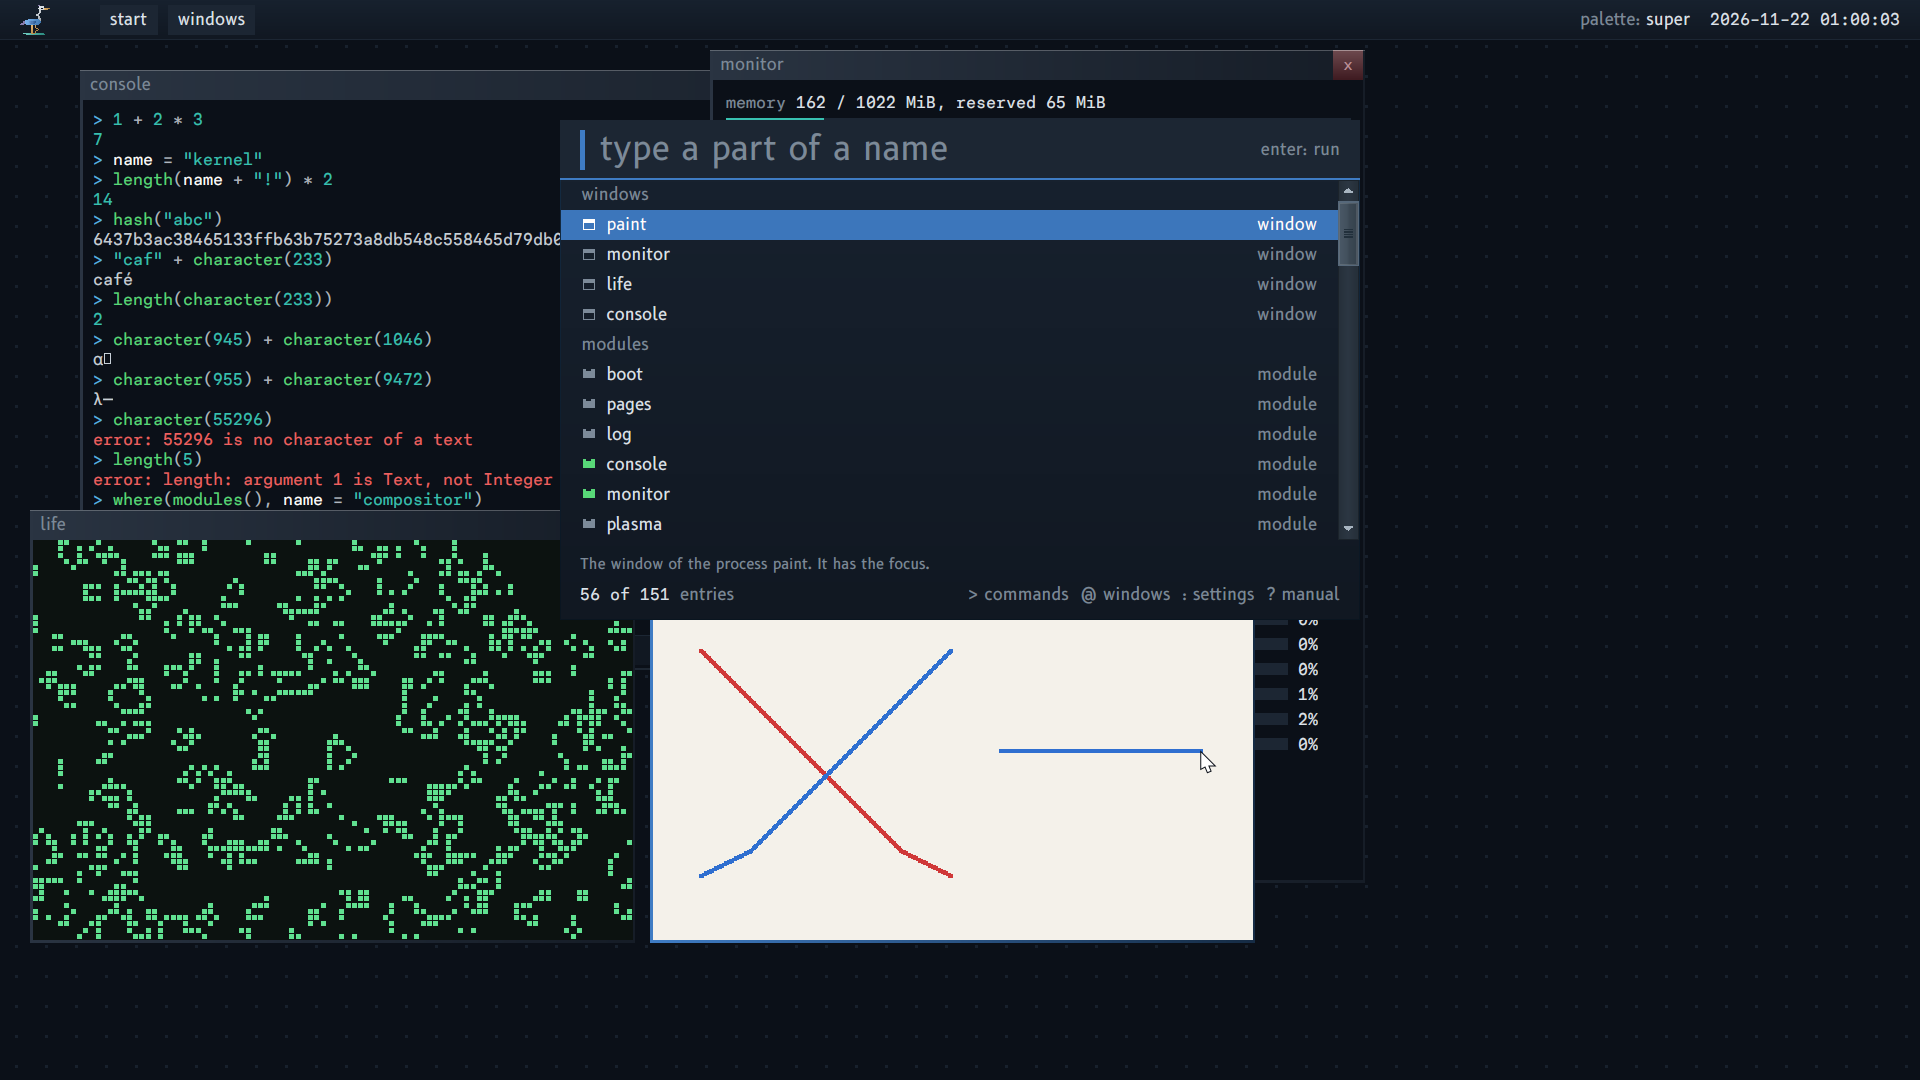 start windows palette: super 2026-11-22 01:00:03
console
> 1 + 2 * 3
7
> name = "kernel"
> length(name + "!") * 2
14
> hash("abc")
6437b3ac38465133ffb63b75273a8db548c558465d79db0
> "caf" + character(233)
café
> length(character(233))
2
> character(945) + character(1046)
α▯
> character(955) + character(9472)
λ─
> character(55296)
error: 55296 is no character of a text
> length(5)
error: length: argument 1 is Text, not Integer
> where(modules(), name = "compositor")
monitor x
memory 162 / 1022 MiB, reserved 65 MiB
type a part of a name enter: run
windows
paint window
monitor window
life window
console window
modules
boot module
pages module
log module
console module
monitor module
plasma module
The window of the process paint. It has the focus.
56 of 151 entries > commands @ windows : settings ? manual
life
0%
0%
0%
1%
2%
0%